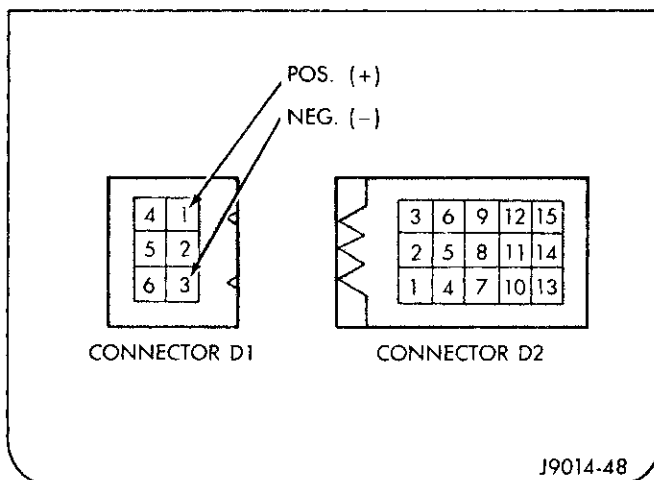 POS. (+)
NEG. (−)
4 1
5 2
6 3
3 6 9 12 15
2 5 8 11 14
1 4 7 10 13
CONNECTOR D1
CONNECTOR D2
J9014-48